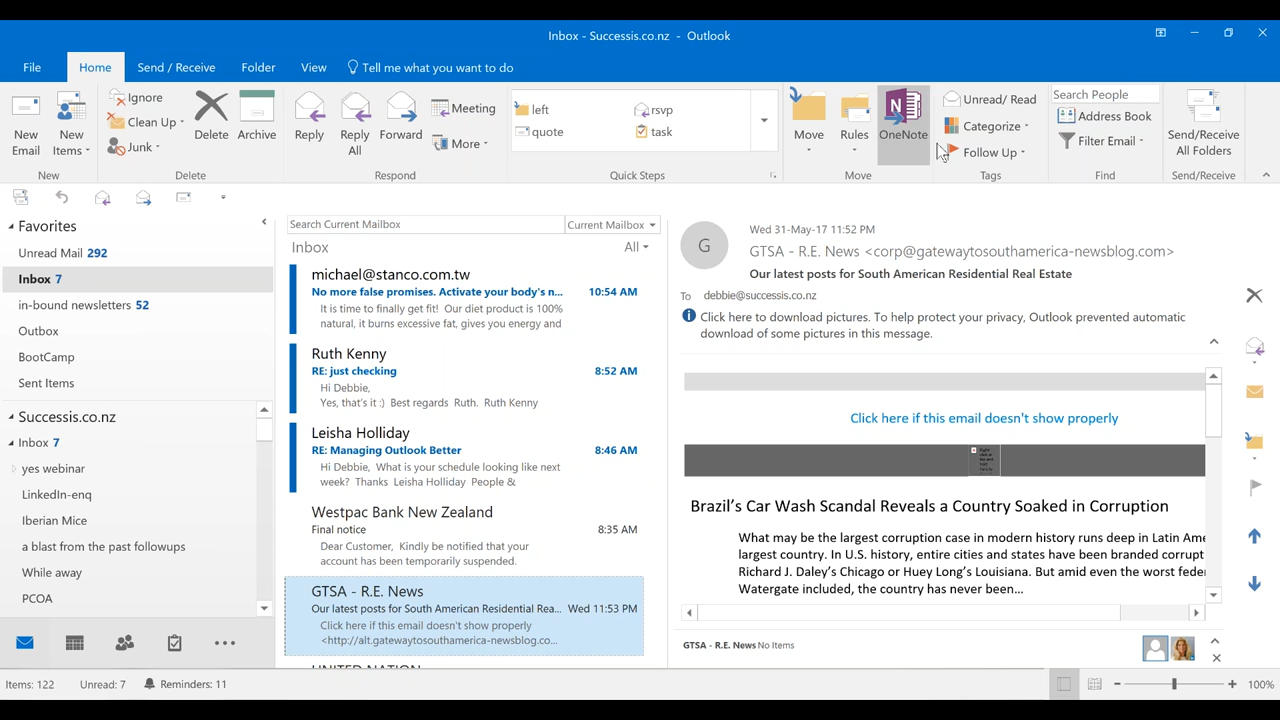 Inbox - Successis.co.nz - Outlook
File Home Send / Receive Folder View Tell me what you want to do
New Email
New Items
New
Ignore
Clean Up
Junk
Delete
Archive
Delete
Reply
Reply All
Forward
Meeting
More
Respond
left rsvp
quote task
Quick Steps
Move
Rules
OneNote
Move
Unread/ Read
Categorize
Follow Up
Tags
Search People
Address Book
Filter Email
Find
Send/Receive
All Folders
Send/Receive
Favorites
Unread Mail 292
Inbox 7
in-bound newsletters 52
Outbox
BootCamp
Sent Items
Successis.co.nz
Inbox 7
yes webinar
LinkedIn-enq
Iberian Mice
a blast from the past followups
While away
PCOA
Search Current Mailbox Current Mailbox
Inbox All
michael@stanco.com.tw
No more false promises. Activate your body's n... 10:54 AM
It is time to finally get fit! Our diet product is 100%
natural, it burns excessive fat, gives you energy and
Ruth Kenny
RE: just checking 8:52 AM
Hi Debbie,
Yes, that's it :) Best regards Ruth. Ruth Kenny
Leisha Holliday
RE: Managing Outlook Better 8:46 AM
Hi Debbie, What is your schedule looking like next
week? Thanks Leisha Holliday People &
Westpac Bank New Zealand
Final notice 8:35 AM
Dear Customer, Kindly be notified that your
account has been temporarily suspended.
GTSA - R.E. News
Our latest posts for South American Residential Rea... Wed 11:53 PM
Click here if this email doesn't show properly
<http://alt.gatewaytosouthamerica-newsblog.co...
UNITED NATION
G
Wed 31-May-17 11:52 PM
GTSA - R.E. News <corp@gatewaytosouthamerica-newsblog.com>
Our latest posts for South American Residential Real Estate
To debbie@successis.co.nz
Click here to download pictures. To help protect your privacy, Outlook prevented automatic
download of some pictures in this message.
Click here if this email doesn't show properly
Brazil's Car Wash Scandal Reveals a Country Soaked in Corruption
What may be the largest corruption case in modern history runs deep in Latin Ame
largest country. In U.S. history, entire cities and states have been branded corrupt
Richard J. Daley's Chicago or Huey Long's Louisiana. But amid even the worst feder
Watergate included, the country has never been...
GTSA - R.E. News No Items
Items: 122 Unread: 7 Reminders: 11 100%